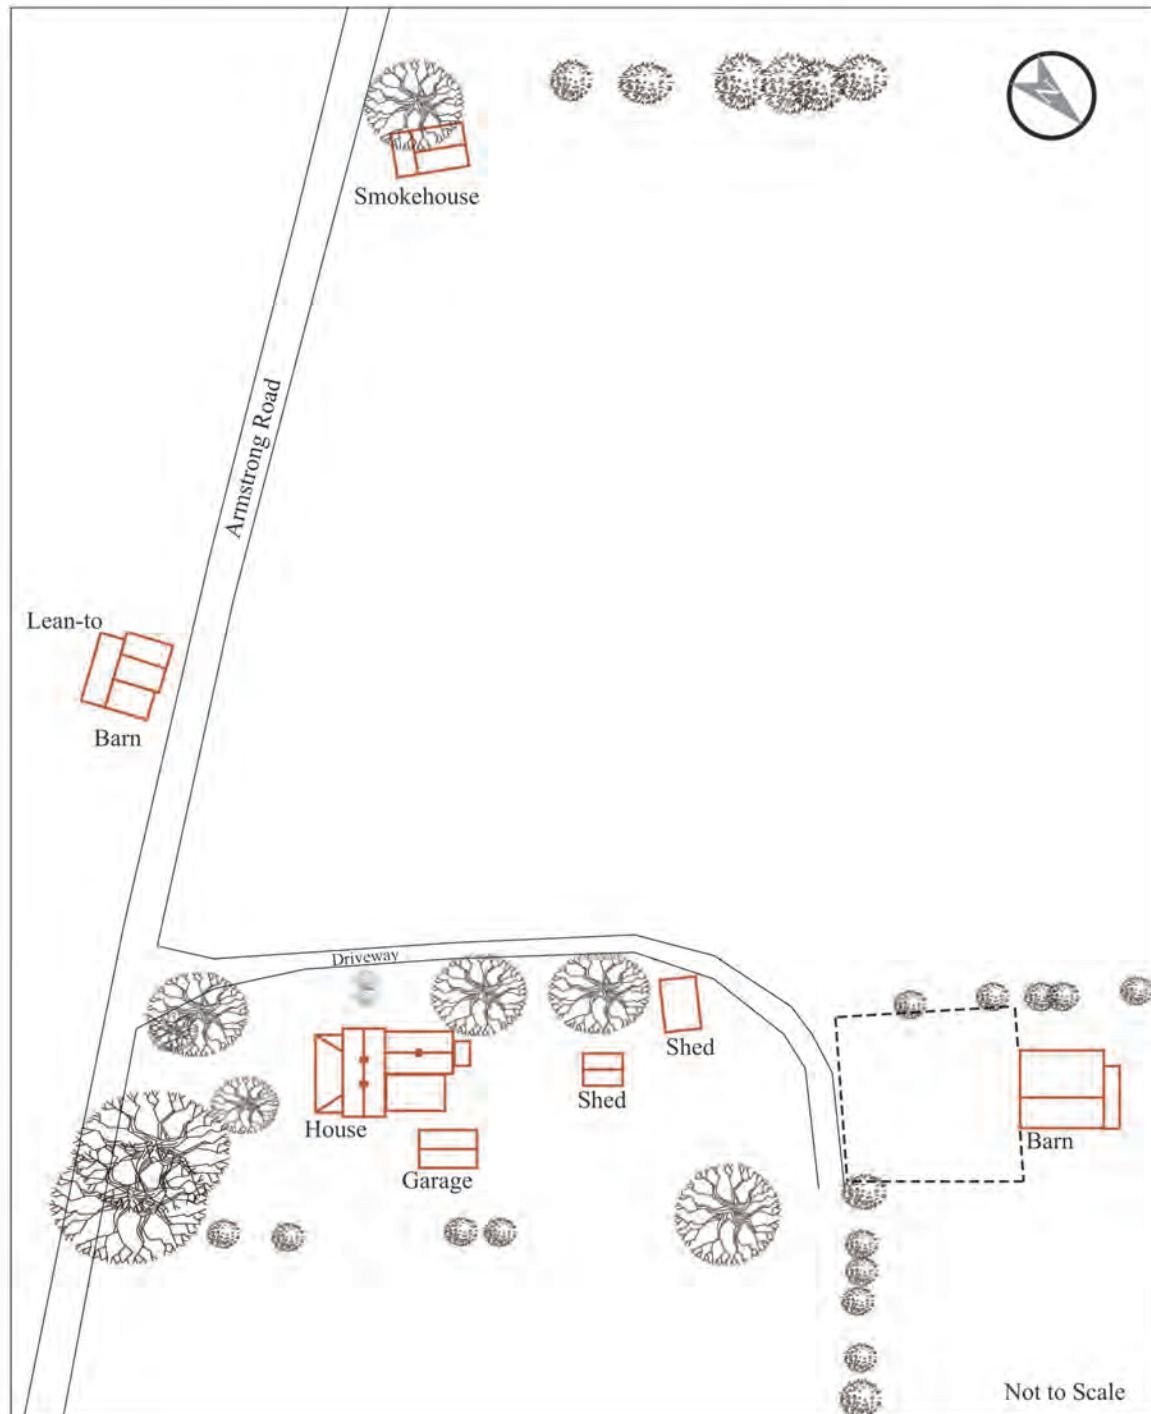 N
Smokehouse
Armstrong Road
Lean-to
Barn
Driveway
Shed
Shed
House
Garage
Barn
Not to Scale